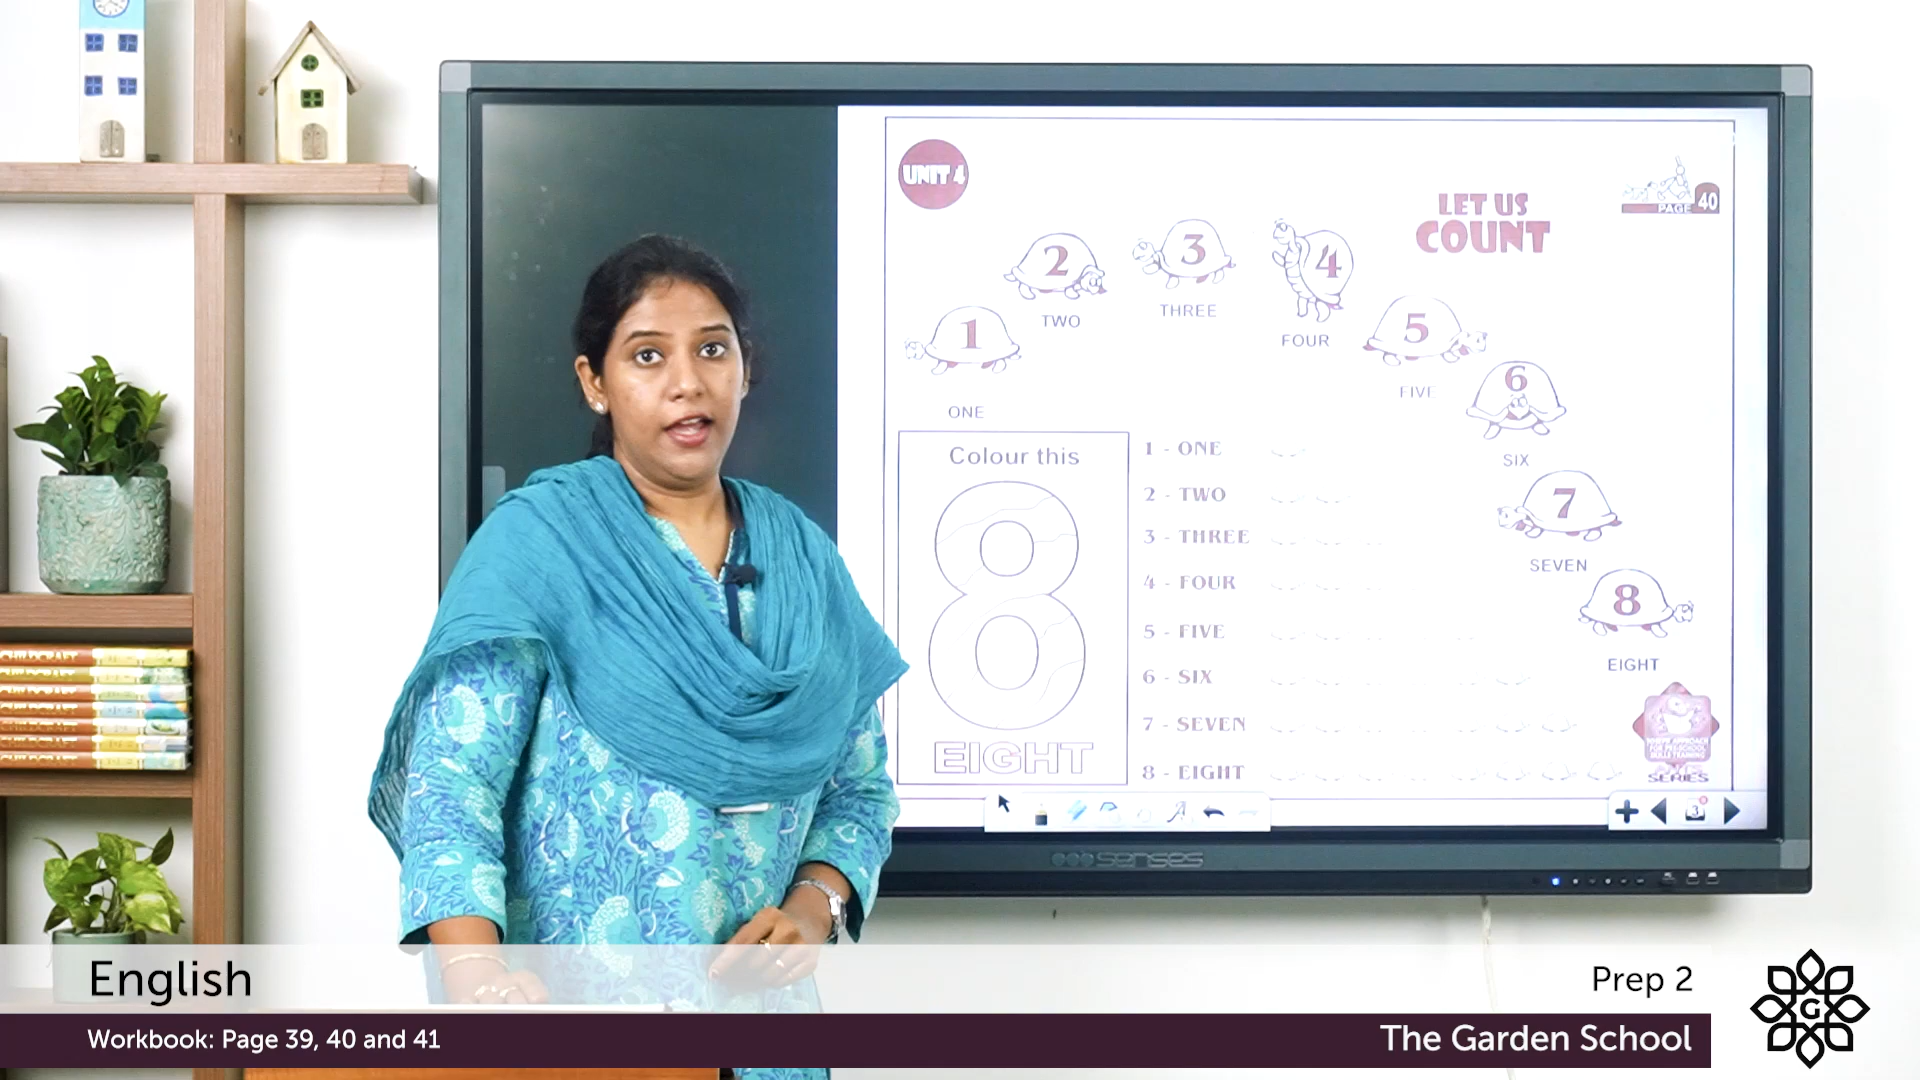 UNIT 4
LET US
COUNT
PAGE 40
1
ONE
2
TWO
3
THREE
4
FOUR
5
FIVE
6
SIX
7
SEVEN
8
EIGHT
Colour this
8
EIGHT
1 - ONE
2 - TWO
3 - THREE
4 - FOUR
5 - FIVE
6 - SIX
7 - SEVEN
8 - EIGHT
SERIES
3
senses
CHILDCRAFT
English
Prep 2
Workbook: Page 39, 40 and 41
The Garden School
G